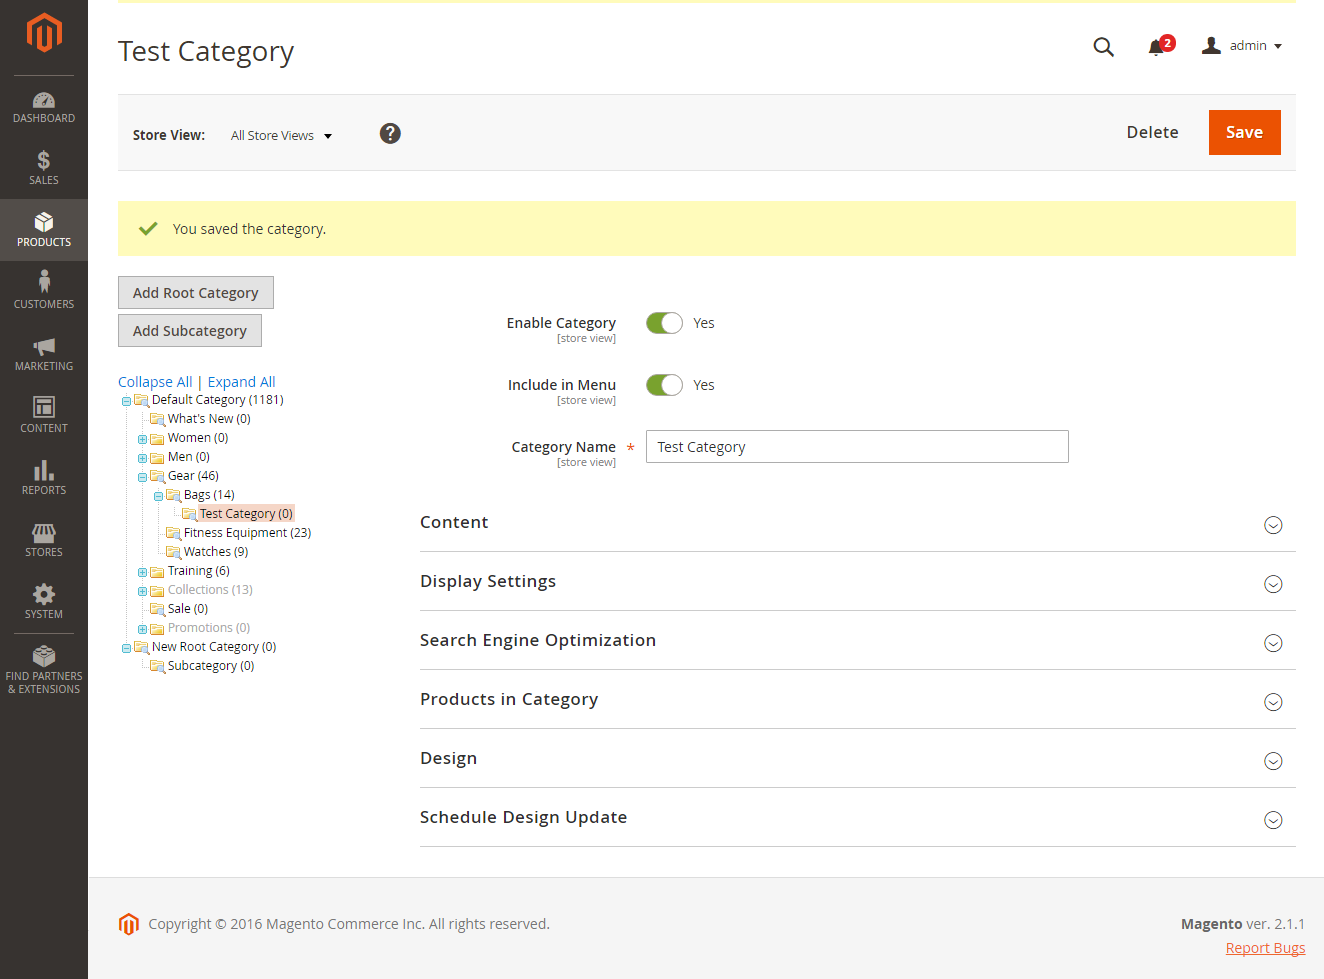 Test Category
2
admin
DASHBOARD
SALES
PRODUCTS
CUSTOMERS
MARKETING
CONTENT
REPORTS
STORES
SYSTEM
FIND PARTNERS
& EXTENSIONS
Store View: All Store Views ?
Delete Save
You saved the category.
Add Root Category
Add Subcategory
Collapse All | Expand All
Default Category (1181)
What's New (0)
Women (0)
Men (0)
Gear (46)
Bags (14)
Test Category (0)
Fitness Equipment (23)
Watches (9)
Training (6)
Collections (13)
Sale (0)
Promotions (0)
New Root Category (0)
Subcategory (0)
Enable Category Yes
[store view]
Include in Menu Yes
[store view]
Category Name * Test Category
[store view]
Content
Display Settings
Search Engine Optimization
Products in Category
Design
Schedule Design Update
Copyright © 2016 Magento Commerce Inc. All rights reserved.
Magento ver. 2.1.1
Report Bugs